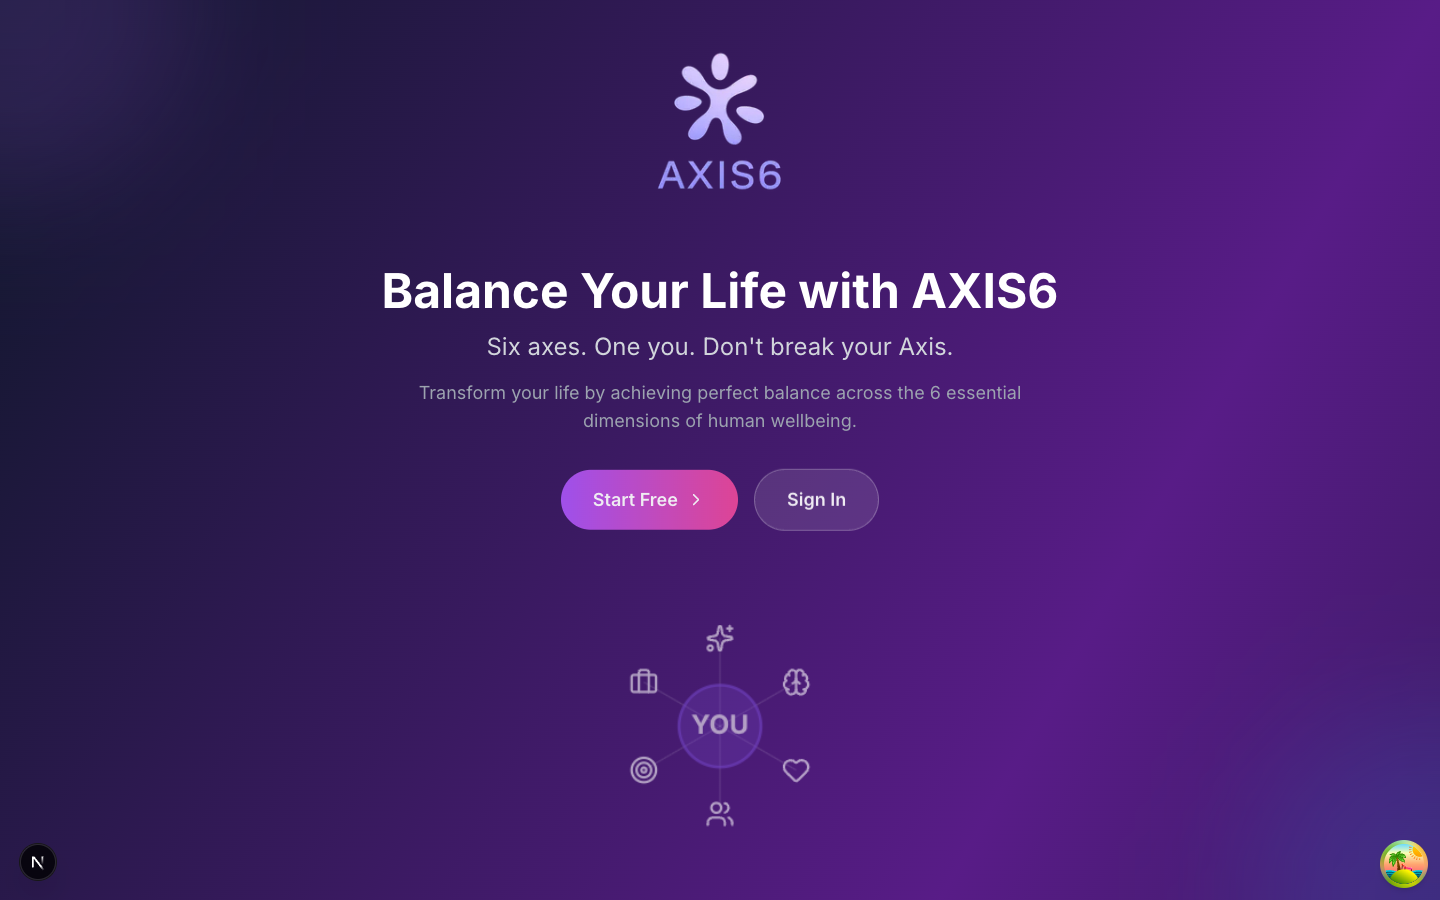 AXIS6
Balance Your Life with AXIS6
Six axes. One you. Don't break your Axis.
Transform your life by achieving perfect balance across the 6 essential
dimensions of human wellbeing.
Start Free
Sign In
YOU
N